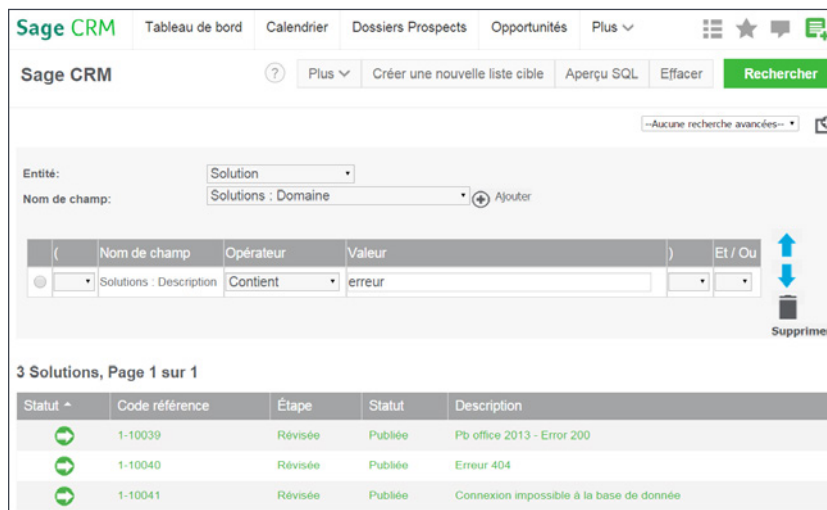 Sage CRM Tableau de bord Calendrier Dossiers Prospects Opportunités Plus
Sage CRM ? Plus Créer une nouvelle liste cible Aperçu SQL Effacer Rechercher
--Aucune recherche avancées--
Entité: Solution
Nom de champ: Solutions : Domaine Ajouter
( Nom de champ Opérateur Valeur ) Et / Ou
Solutions : Description Contient erreur
Supprimer
3 Solutions, Page 1 sur 1
Statut Code référence Étape Statut Description
1-10039 Révisée Publiée Pb office 2013 - Error 200
1-10040 Révisée Publiée Erreur 404
1-10041 Révisée Publiée Connexion impossible à la base de donnée